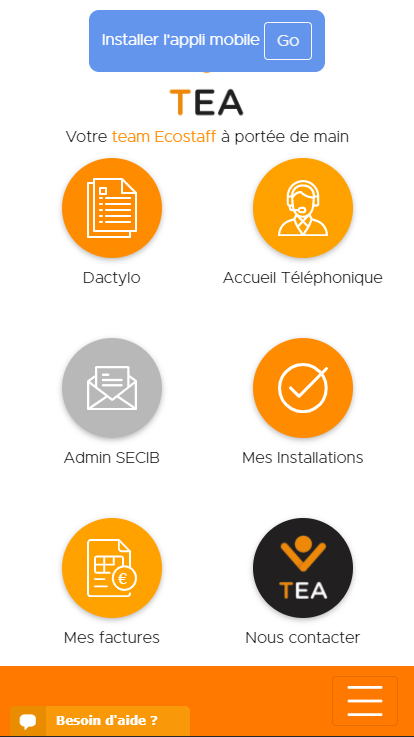 Installer l'appli mobile Go
TEA
Votre team Ecostaff à portée de main
Dactylo Accueil Téléphonique
Admin SECIB Mes Installations
€
TEA
Mes factures Nous contacter
Besoin d'aide ?